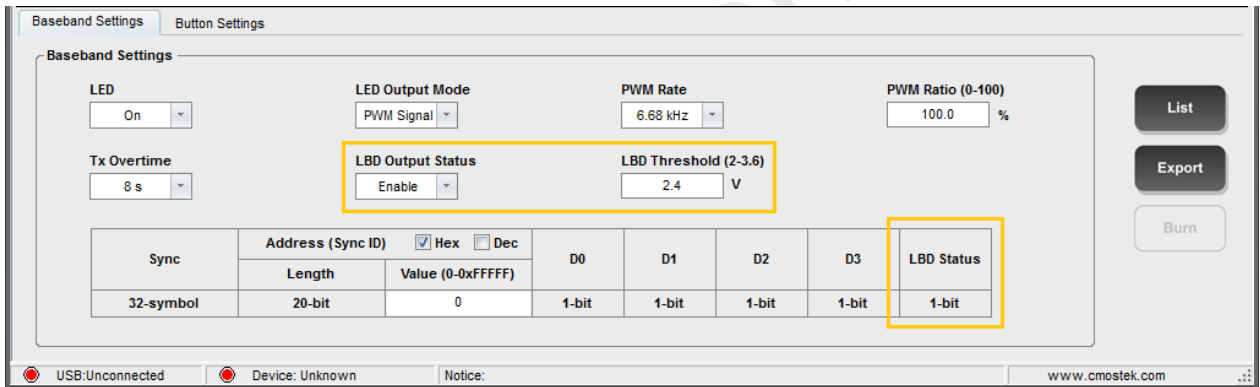 Baseband Settings Button Settings
Baseband Settings
LED LED Output Mode PWM Rate PWM Ratio (0-100)
On PWM Signal 6.68 kHz 100.0 %
List
Tx Overtime LBD Output Status LBD Threshold (2-3.6)
8 s Enable 2.4 V
Export
Burn
Sync Address (Sync ID) Hex Dec D0 D1 D2 D3 LBD Status
Length Value (0-0xFFFFF)
32-symbol 20-bit 0 1-bit 1-bit 1-bit 1-bit 1-bit
USB:Unconnected Device: Unknown Notice: www.cmostek.com